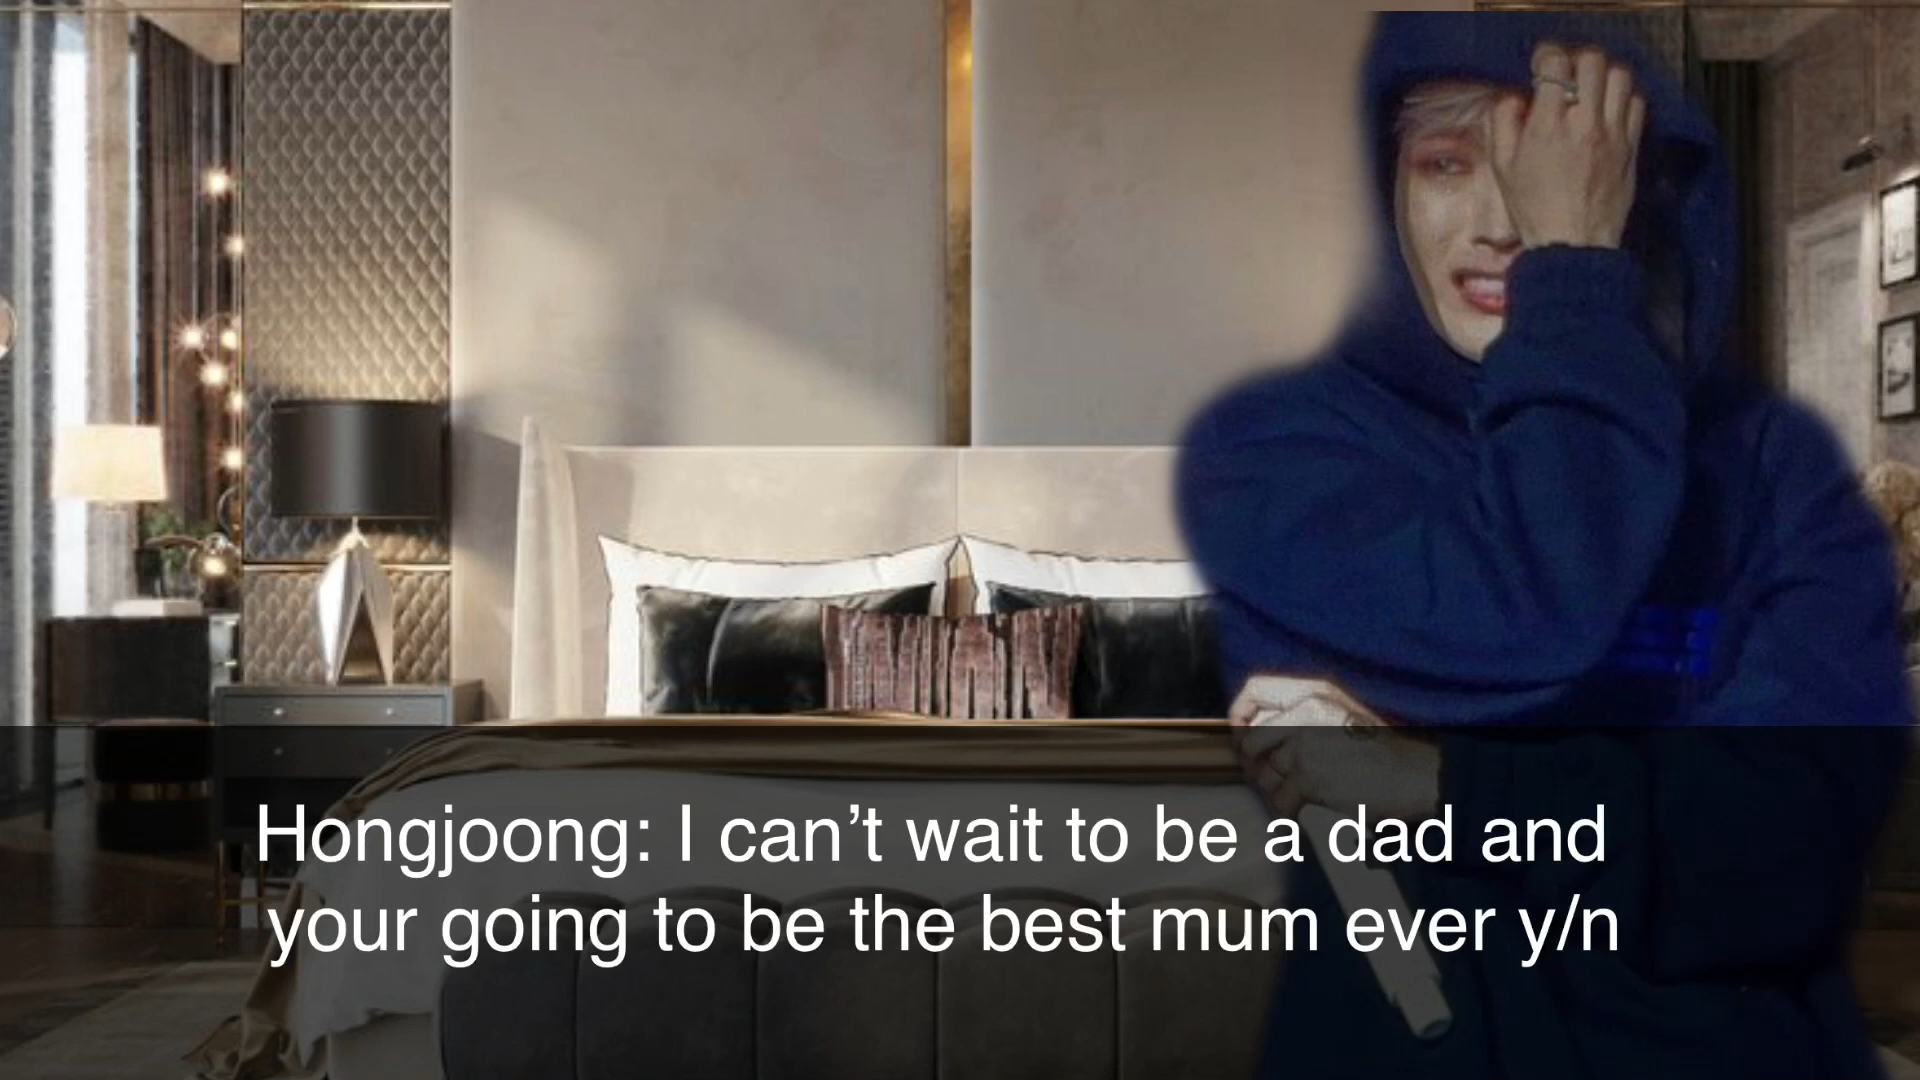 Hongjoong: I can’t wait to be a dad and
your going to be the best mum ever y/n